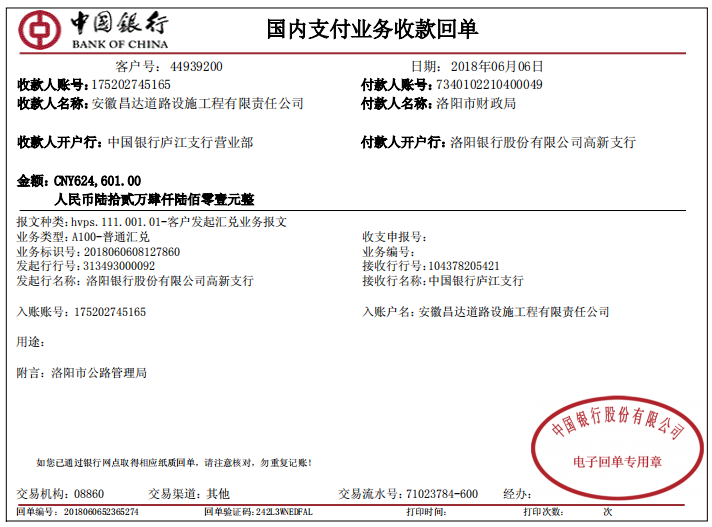 中国银行 国内支付业务收款回单
BANK OF CHINA
客户号: 44939200 日期: 2018年06月06日
收款人账号:175202745165 付款人账号:7340102210400049
收款人名称:安徽昌达道路设施工程有限责任公司 付款人名称:洛阳市财政局
收款人开户行:中国银行庐江支行营业部 付款人开户行:洛阳银行股份有限公司高新支行
金额:CNY624,601.00
人民币陆拾贰万肆仟陆佰零壹元整
报文种类:hvps.111.001.01-客户发起汇兑业务报文
业务类型:A100-普通汇兑 收支申报号:
业务标识号:2018060608127860 业务编号:
发起行行号:313493000092 接收行行号:104378205421
发起行名称: 洛阳银行股份有限公司高新支行 接收行名称:中国银行庐江支行
入账账号: 175202745165 入账户名: 安徽昌达道路设施工程有限责任公司
用途:
附言: 洛阳市公路管理局
中国银行股份有限公司
电子回单专用章
如您已通过银行网点取得相应纸质回单,请注意核对,勿重复记账!
交易机构: 08860 交易渠道: 其他 交易流水号: 71023784-600 经办:
回单编号: 2018060652365274 回单验证码:242L3WNEDFAL 打印时间: 打印次数: 次